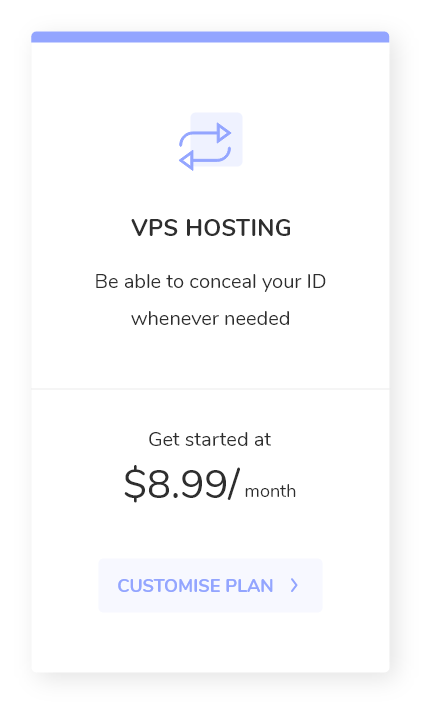 VPS HOSTING
Be able to conceal your ID
whenever needed
Get started at
$8.99/ month
CUSTOMISE PLAN